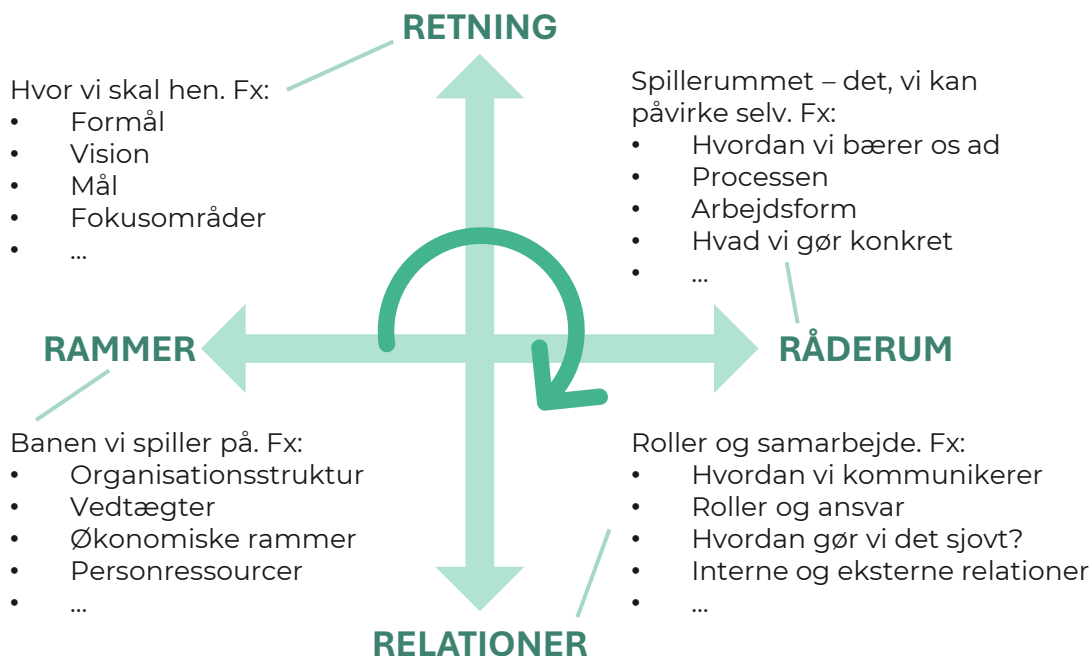 RETNING
Hvor vi skal hen. Fx:
• Formål
• Vision
• Mål
• Fokusområder
• ...
Spillerummet – det, vi kan
påvirke selv. Fx:
• Hvordan vi bærer os ad
• Processen
• Arbejdsform
• Hvad vi gør konkret
• ...
RAMMER
RÅDERUM
Banen vi spiller på. Fx:
• Organisationsstruktur
• Vedtægter
• Økonomiske rammer
• Personressourcer
• ...
Roller og samarbejde. Fx:
• Hvordan vi kommunikerer
• Roller og ansvar
• Hvordan gør vi det sjovt?
• Interne og eksterne relationer
• ...
RELATIONER